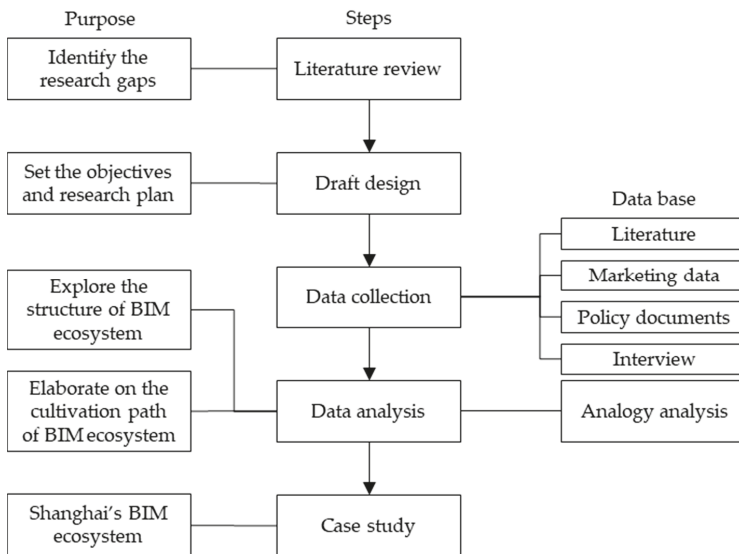 Purpose
Steps
Identify the
research gaps
Literature review
Set the objectives
and research plan
Draft design
Data base
Literature
Explore the
structure of BIM
ecosystem
Data collection
Marketing data
Policy documents
Interview
Elaborate on the
cultivation path
of BIM ecosystem
Data analysis
Analogy analysis
Shanghai's BIM
ecosystem
Case study